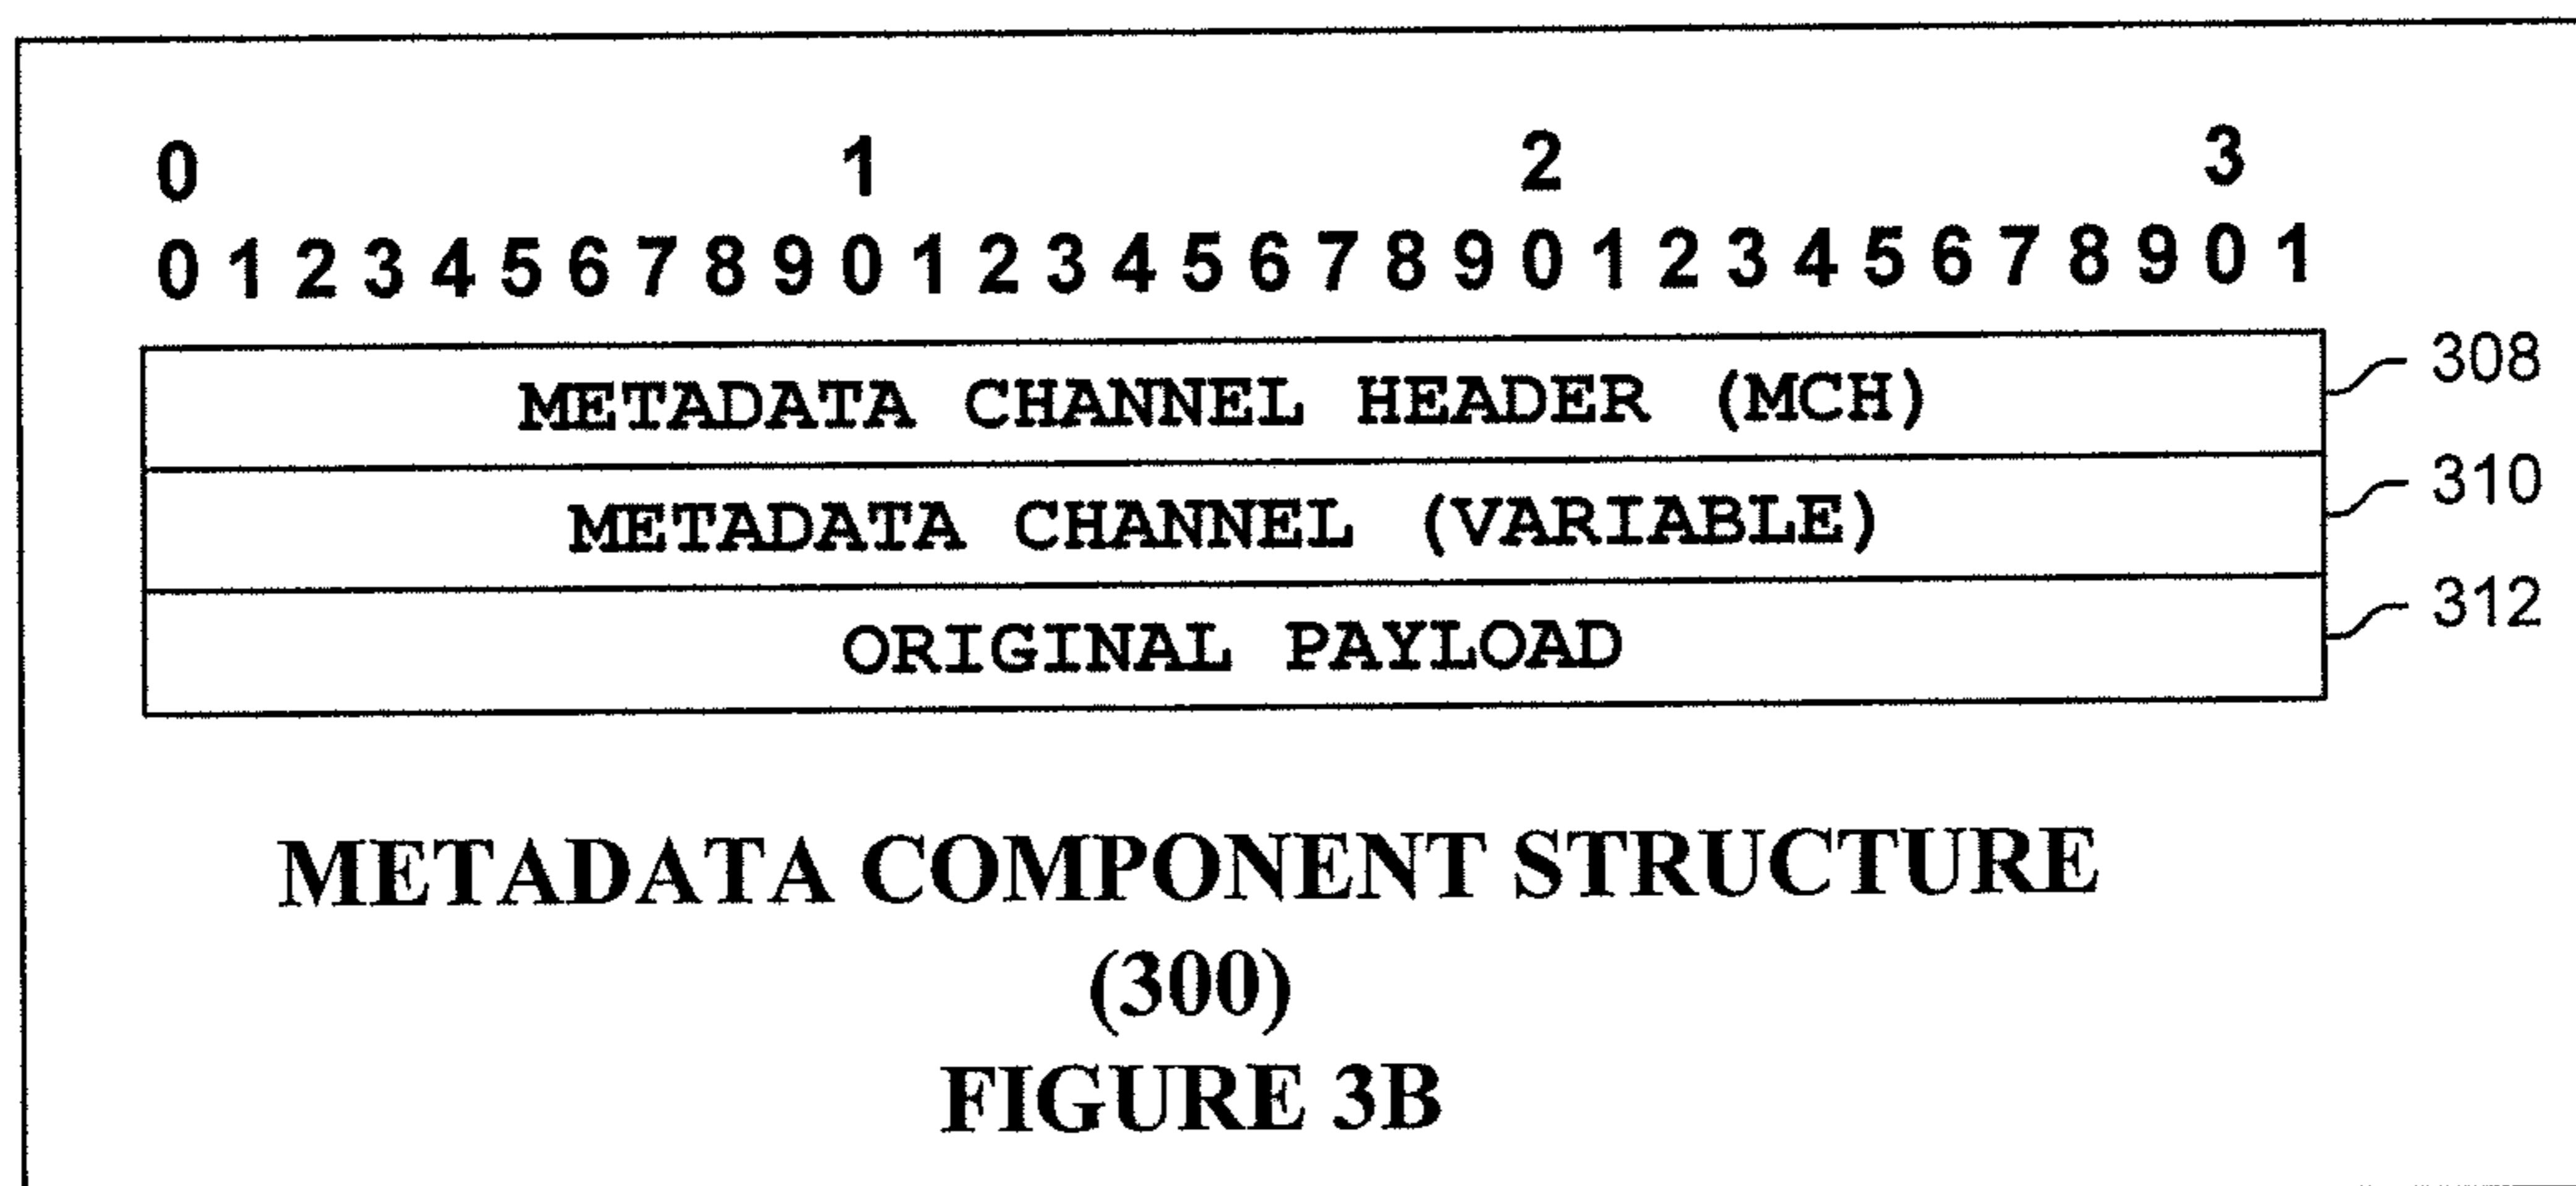 0 1 2 3
0 1 2 3 4 5 6 7 8 9 0 1 2 3 4 5 6 7 8 9 0 1 2 3 4 5 6 7 8 9 0 1
METADATA CHANNEL HEADER (MCH) 308
METADATA CHANNEL (VARIABLE) 310
ORIGINAL PAYLOAD 312
METADATA COMPONENT STRUCTURE
(300)
FIGURE 3B